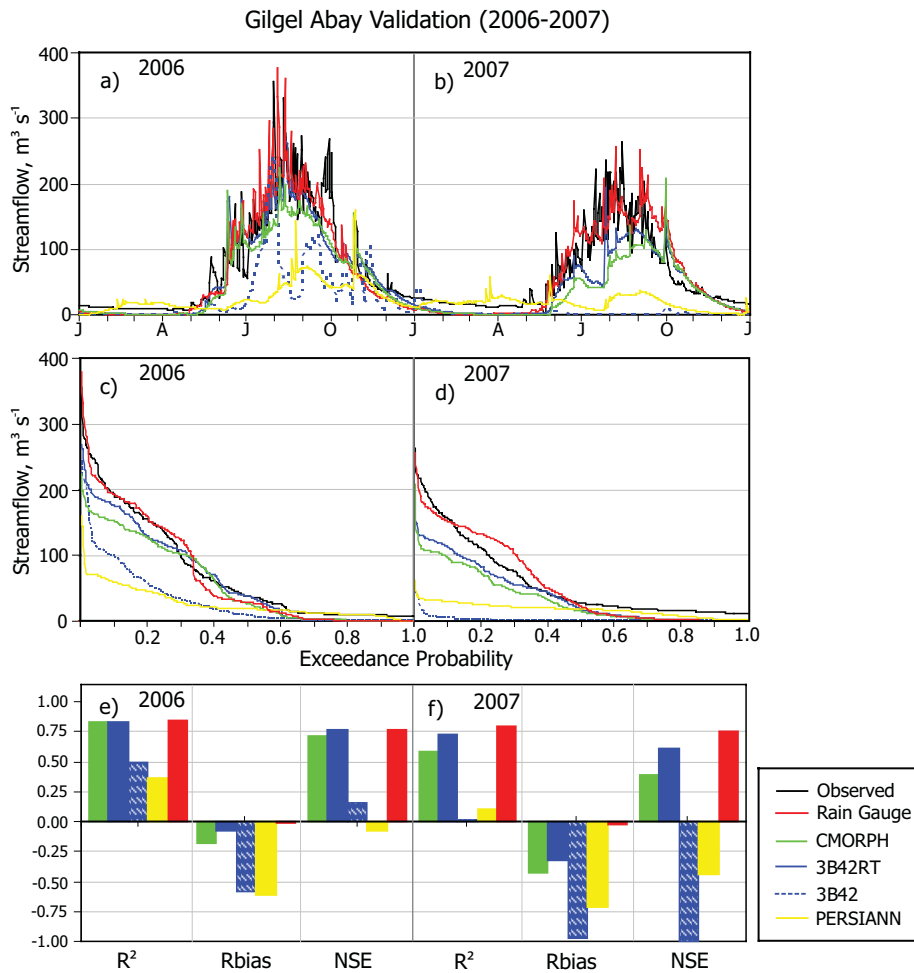 Gilgel Abay Validation (2006-2007)
400
300
200
100
0
Streamflow, m³ s⁻¹
a) 2006
b) 2007
J A J O J A J O J
400
300
200
100
0
Streamflow, m³ s⁻¹
c) 2006
d) 2007
0.2 0.4 0.6 0.8 1.0 0.2 0.4 0.6 0.8 1.0
Exceedance Probability
1.00
0.75
0.50
0.25
0.00
-0.25
-0.50
-0.75
-1.00
e) 2006
f) 2007
R² Rbias NSE R² Rbias NSE
Observed
Rain Gauge
CMORPH
3B42RT
3B42
PERSIANN